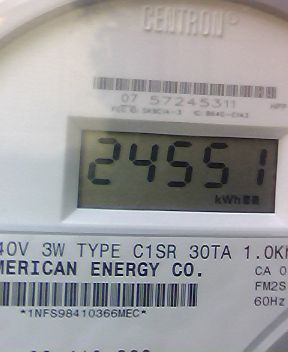 CENTRON®
07 57245311
24551
kWh
40V 3W TYPE C1SR 30TA 1.0K
MERICAN ENERGY CO.
CA 0
FM2S
60Hz
*1NFS98410366MEC*